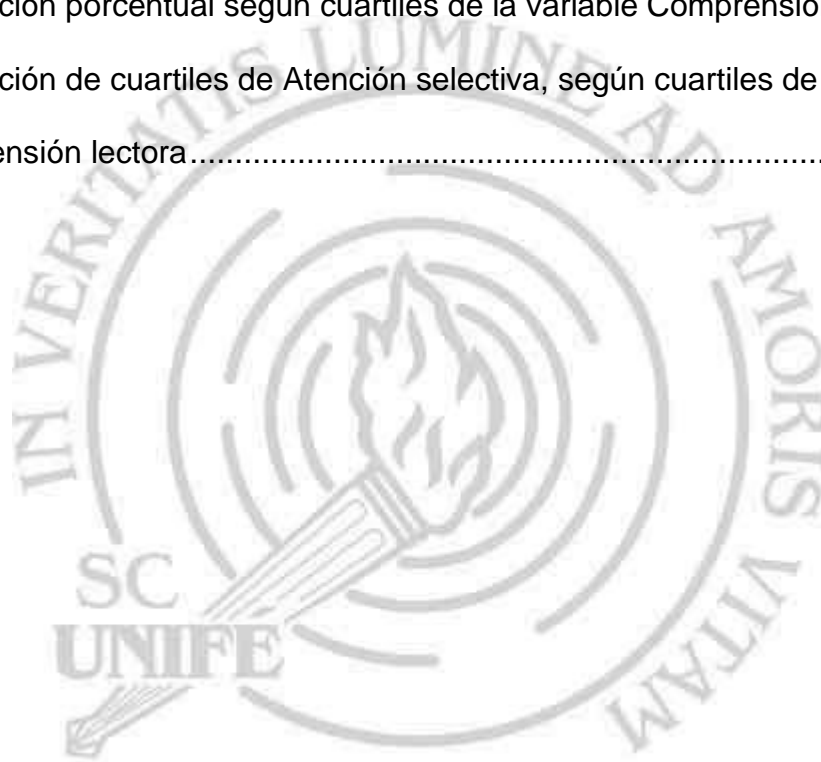 ción porcentual según cuartiles de la variable Comprensió
ción de cuartiles de Atención selectiva, según cuartiles de
ensión lectora......................................................................
IN VERITATIS LUMINE AD AMORIS VITAM
SC
UNIFE